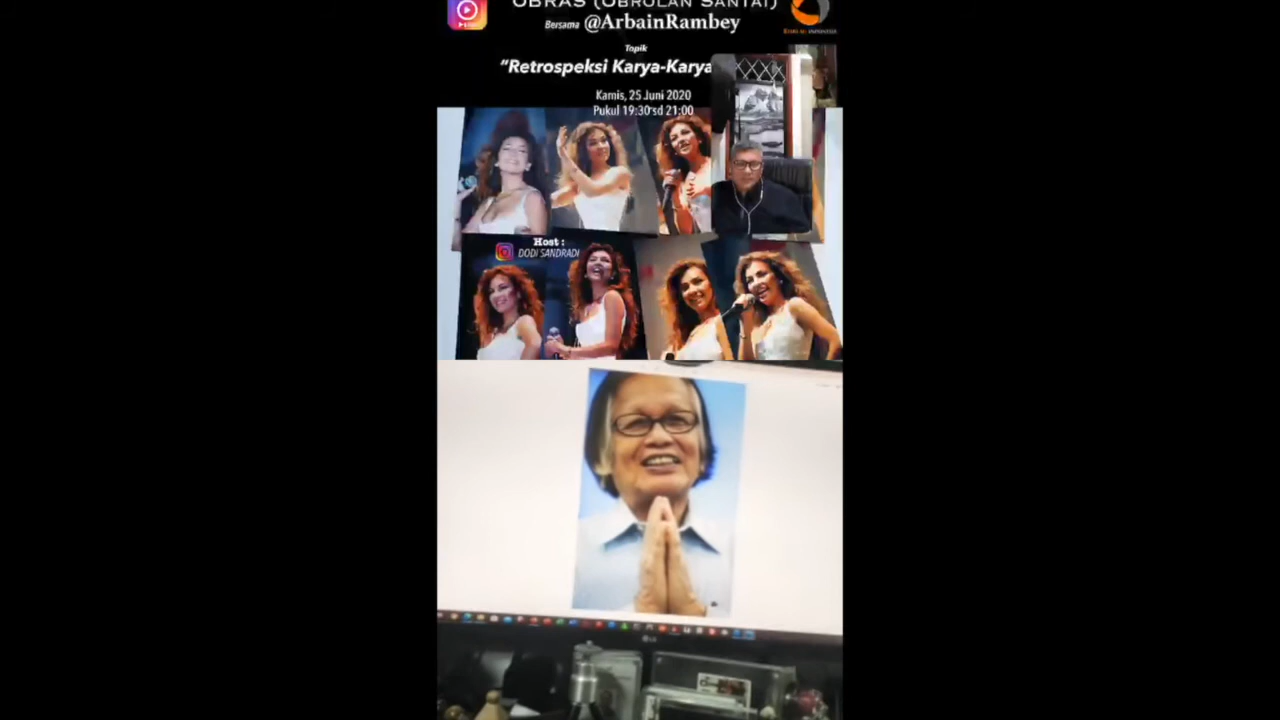 OBRAS (OBROLAN SANTAI)
Bersama @ArbainRambey
Topik
"Retrospeksi Karya-Karya
Kamis, 25 Juni 2020
Pukul 19:30 sd 21:00
Host :
DODI SANDRADI
LG